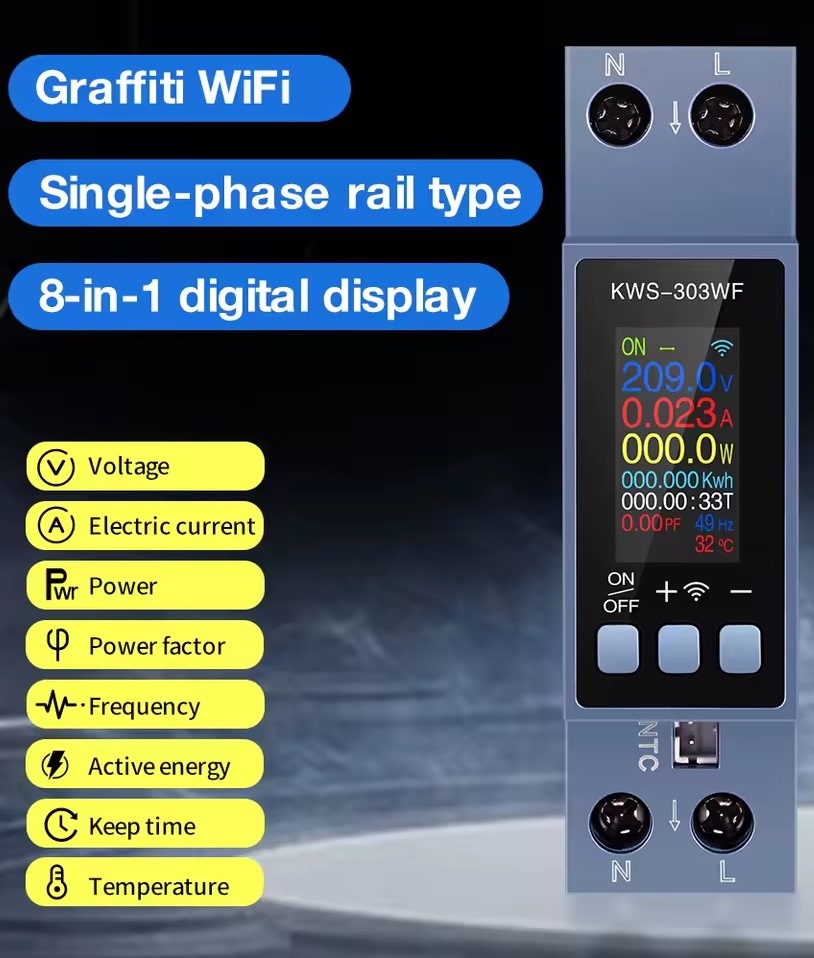 Graffiti WiFi
Single-phase rail type
8-in-1 digital display
Voltage
Electric current
Pwr Power
Power factor
Frequency
Active energy
Keep time
Temperature
N L
KWS-303WF
ON –
209.0V
0.023A
000.0W
000.000Kwh
000.00:33T
0.00PF 49Hz
32℃
ON
OFF + –
NTC
N L